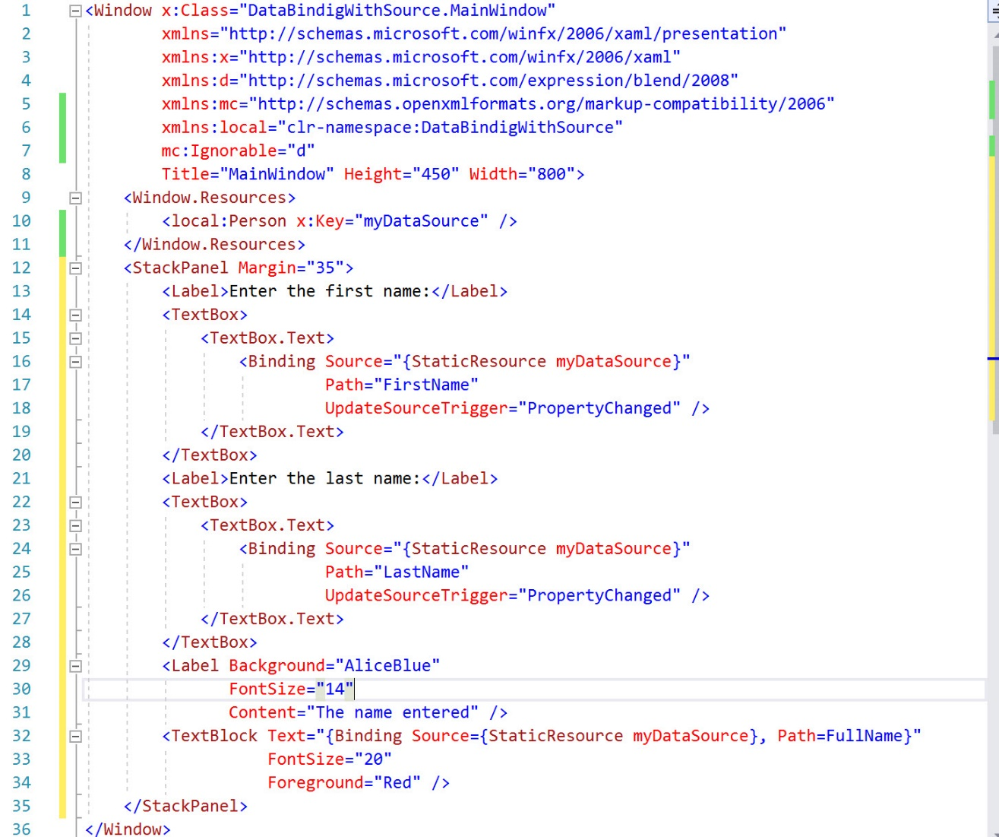 1 <Window x:Class="DataBindigWithSource.MainWindow"
2 xmlns="http://schemas.microsoft.com/winfx/2006/xaml/presentation"
3 xmlns:x="http://schemas.microsoft.com/winfx/2006/xaml"
4 xmlns:d="http://schemas.microsoft.com/expression/blend/2008"
5 xmlns:mc="http://schemas.openxmlformats.org/markup-compatibility/2006"
6 xmlns:local="clr-namespace:DataBindigWithSource"
7 mc:Ignorable="d"
8 Title="MainWindow" Height="450" Width="800">
9 <Window.Resources>
10 <local:Person x:Key="myDataSource" />
11 </Window.Resources>
12 <StackPanel Margin="35">
13 <Label>Enter the first name:</Label>
14 <TextBox>
15 <TextBox.Text>
16 <Binding Source="{StaticResource myDataSource}"
17 Path="FirstName"
18 UpdateSourceTrigger="PropertyChanged" />
19 </TextBox.Text>
20 </TextBox>
21 <Label>Enter the last name:</Label>
22 <TextBox>
23 <TextBox.Text>
24 <Binding Source="{StaticResource myDataSource}"
25 Path="LastName"
26 UpdateSourceTrigger="PropertyChanged" />
27 </TextBox.Text>
28 </TextBox>
29 <Label Background="AliceBlue"
30 FontSize="14"
31 Content="The name entered" />
32 <TextBlock Text="{Binding Source={StaticResource myDataSource}, Path=FullName}"
33 FontSize="20"
34 Foreground="Red" />
35 </StackPanel>
36 </Window>